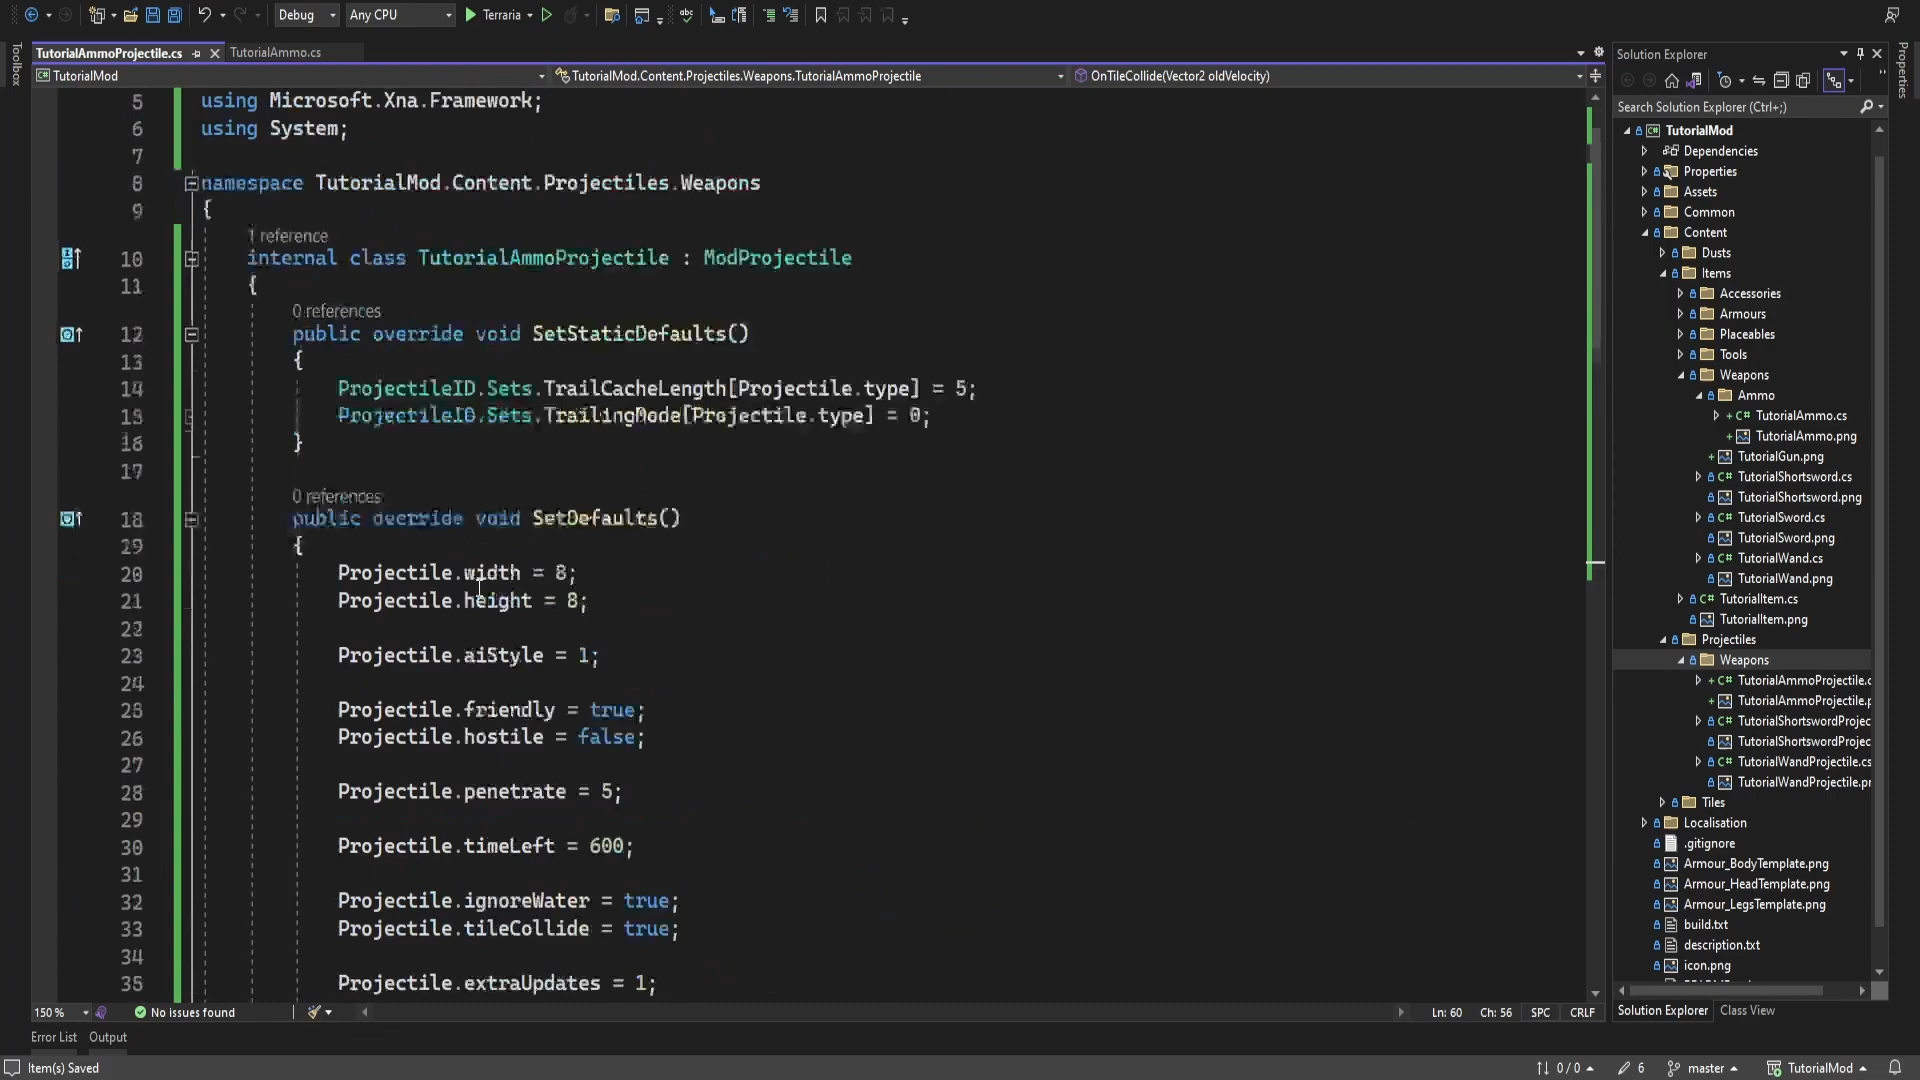 Debug
Any CPU
Terraria
Toolbox
TutorialAmmoProjectile.cs
TutorialAmmo.cs
TutorialMod
TutorialMod.Content.Projectiles.Weapons.TutorialAmmoProjectile
OnTileCollide(Vector2 oldVelocity)
5 using Microsoft.Xna.Framework;
6 using System;
7
8 namespace TutorialMod.Content.Projectiles.Weapons
9 {
1 reference
10 internal class TutorialAmmoProjectile : ModProjectile
11 {
0 references
12 public override void SetStaticDefaults()
13 {
14 ProjectileID.Sets.TrailCacheLength[Projectile.type] = 5;
15 ProjectileID.Sets.TrailingMode[Projectile.type] = 0;
16 }
17
0 references
18 public override void SetDefaults()
{
20 Projectile.width = 8;
21 Projectile.height = 8;
22
23 Projectile.aiStyle = 1;
24
25 Projectile.friendly = true;
26 Projectile.hostile = false;
27
28 Projectile.penetrate = 5;
29
30 Projectile.timeLeft = 600;
31
32 Projectile.ignoreWater = true;
33 Projectile.tileCollide = true;
34
35 Projectile.extraUpdates = 1;
150 %
No issues found
Ln: 60
Ch: 56
SPC
CRLF
Error List
Output
Item(s) Saved
0 / 0
6
master
TutorialMod
Solution Explorer
Search Solution Explorer (Ctrl+;)
TutorialMod
Dependencies
Properties
Assets
Common
Content
Dusts
Items
Accessories
Armours
Placeables
Tools
Weapons
Ammo
TutorialAmmo.cs
TutorialAmmo.png
TutorialGun.png
TutorialShortsword.cs
TutorialShortsword.png
TutorialSword.cs
TutorialSword.png
TutorialWand.cs
TutorialWand.png
TutorialItem.cs
TutorialItem.png
Projectiles
Weapons
TutorialAmmoProjectile.c
TutorialAmmoProjectile.p
TutorialShortswordProjec
TutorialShortswordProjec
TutorialWandProjectile.cs
TutorialWandProjectile.pr
Tiles
Localisation
.gitignore
Armour_BodyTemplate.png
Armour_HeadTemplate.png
Armour_LegsTemplate.png
build.txt
description.txt
icon.png
Solution Explorer
Class View
Properties